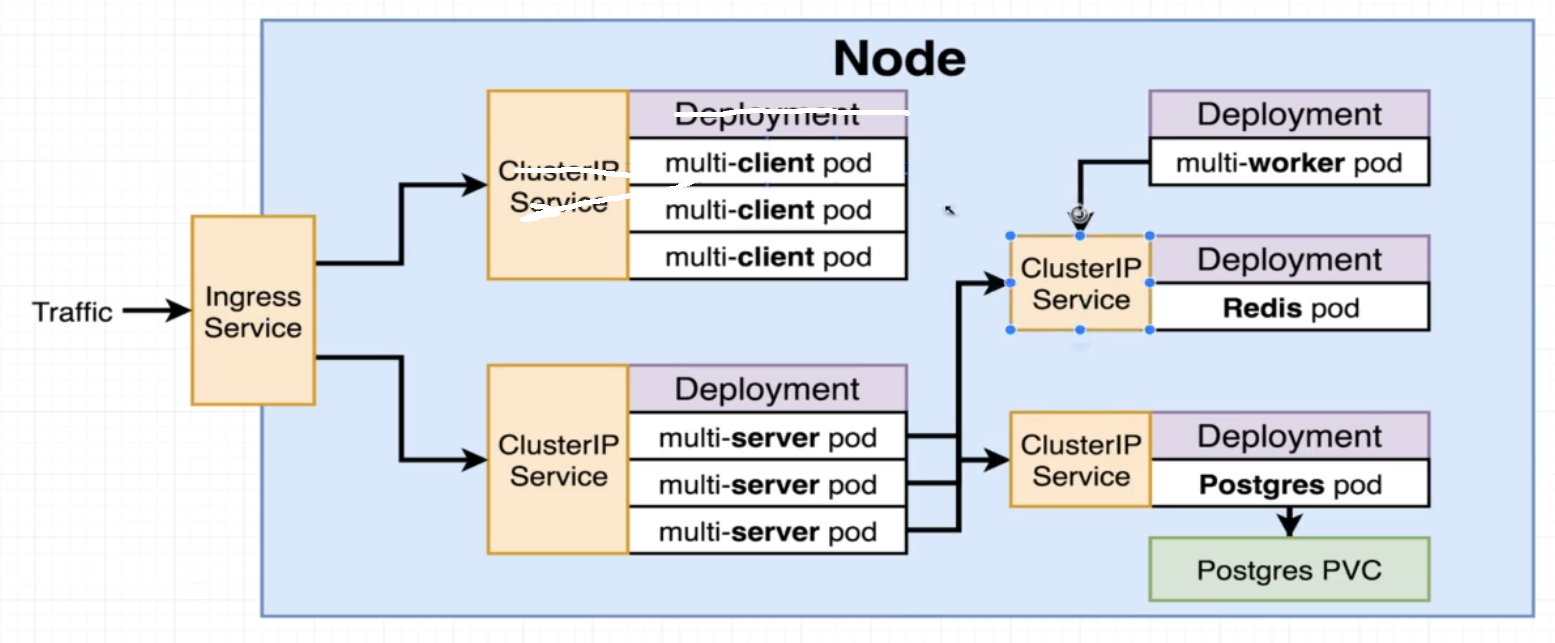 Node
Traffic
Ingress
Service
ClusterIP
Service
Deployment
multi-client pod
multi-client pod
multi-client pod
ClusterIP
Service
Deployment
multi-server pod
multi-server pod
multi-server pod
Deployment
multi-worker pod
ClusterIP
Service
Deployment
Redis pod
ClusterIP
Service
Deployment
Postgres pod
Postgres PVC